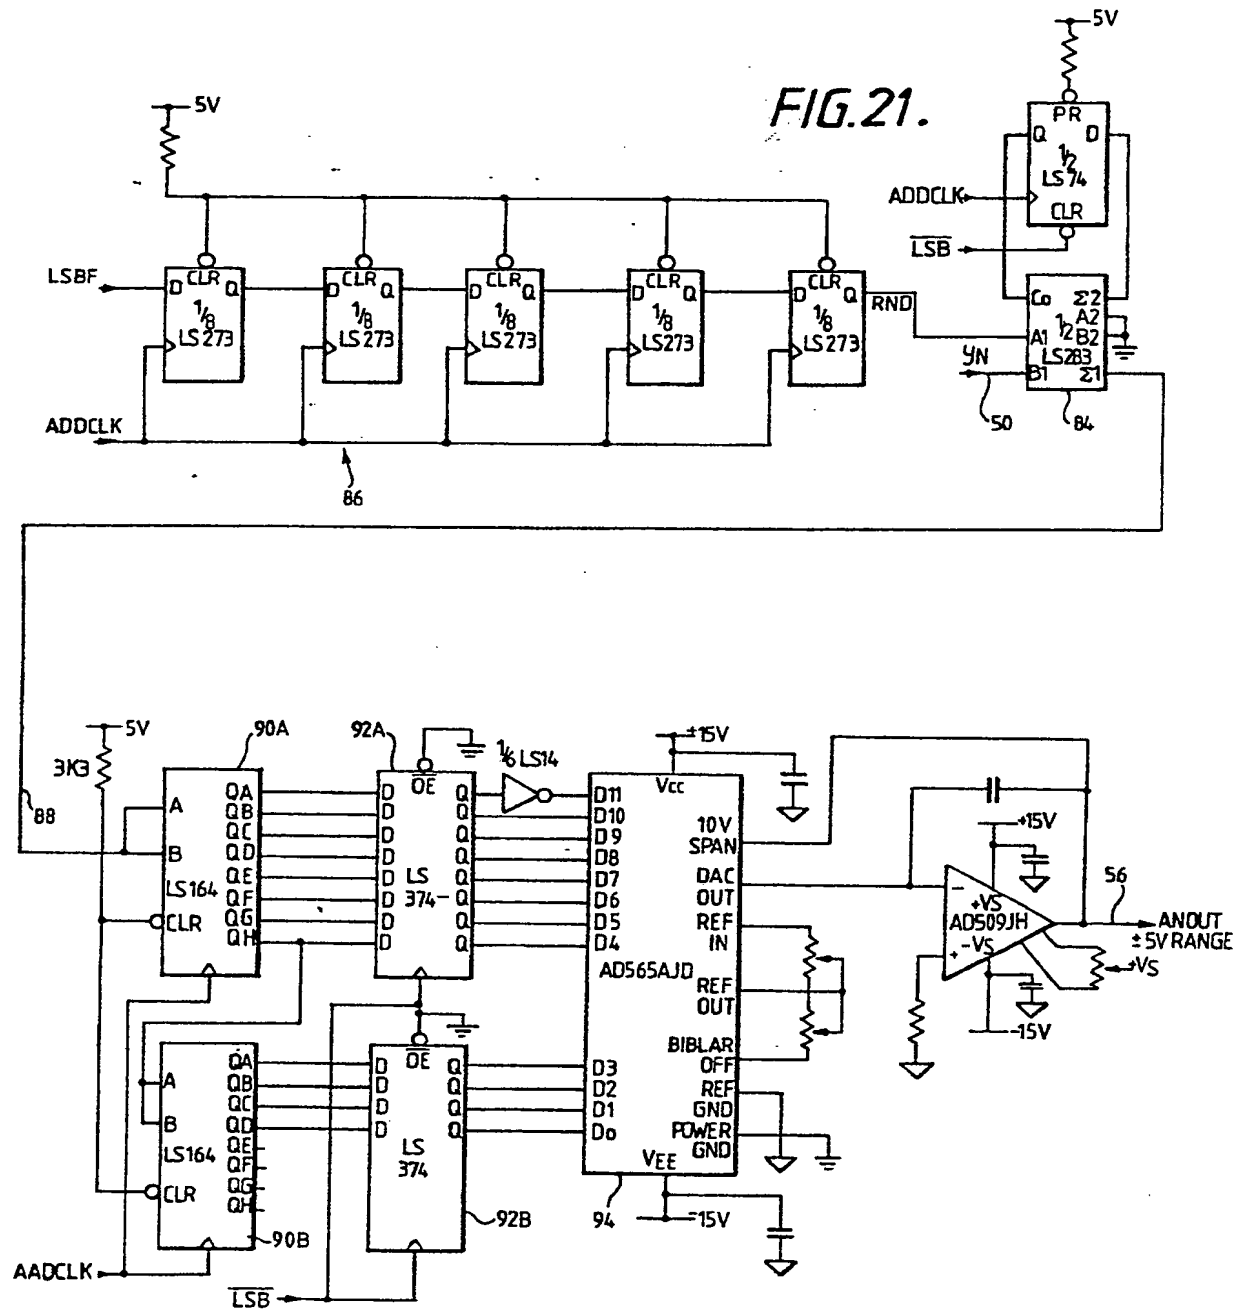 5V
FIG.21.
5V
PR
Q D
1/2
LS74
ADDCLK
CLR
LSB
LSBF
D CLR Q
1/8
LS273
D CLR Q
1/8
LS273
D CLR Q
1/8
LS273
D CLR Q
1/8
LS273
D CLR Q
1/8
LS273
RND
Co Σ2
A2
1/2
B2
A1
LS283
YN
B1 Σ1
50
84
ADDCLK
86
5V
90A
92A
1/6 LS14
±15V
3K3
88
A
B
QA
QB
QC
QD
QE
QF
QG
QH
LS164
CLR
D
D
D
D
D
D
D
D
OE
LS
374
Q
Q
Q
Q
Q
Q
Q
Q
D11
D10
D9
D8
D7
D6
D5
D4
Vcc
10V
SPAN
DAC
OUT
REF
IN
AD565AJD
REF
OUT
BIBLAR
OFF
REF
GND
POWER
GND
VEE
+15V
-
+VS
AD509JH
-VS
+
-15V
56
ANOUT
±5V RANGE
+VS
A
B
QA
QB
QC
QD
QE
QF
QG
QH
LS164
CLR
90B
D
D
D
D
OE
LS
374
Q
Q
Q
Q
92B
D3
D2
D1
Do
94
-15V
AADCLK
LSB